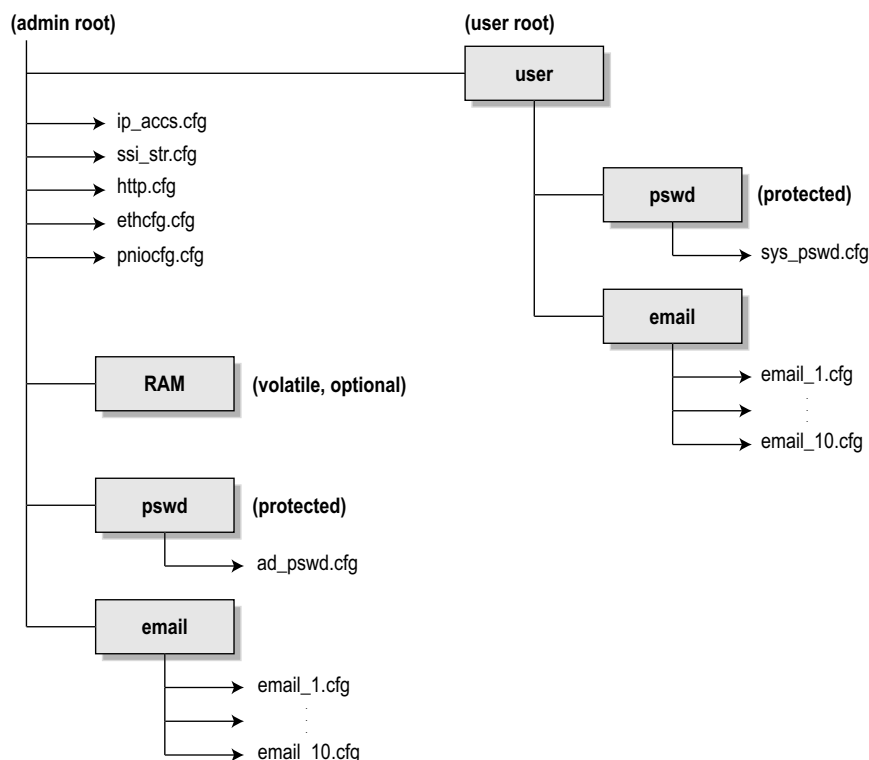 (admin root)
(user root)
user
ip_accs.cfg
ssi_str.cfg
http.cfg
ethcfg.cfg
pniocfg.cfg
pswd
(protected)
sys_pswd.cfg
email
email_1.cfg
email_10.cfg
RAM
(volatile, optional)
pswd
(protected)
ad_pswd.cfg
email
email_1.cfg
email_10.cfg